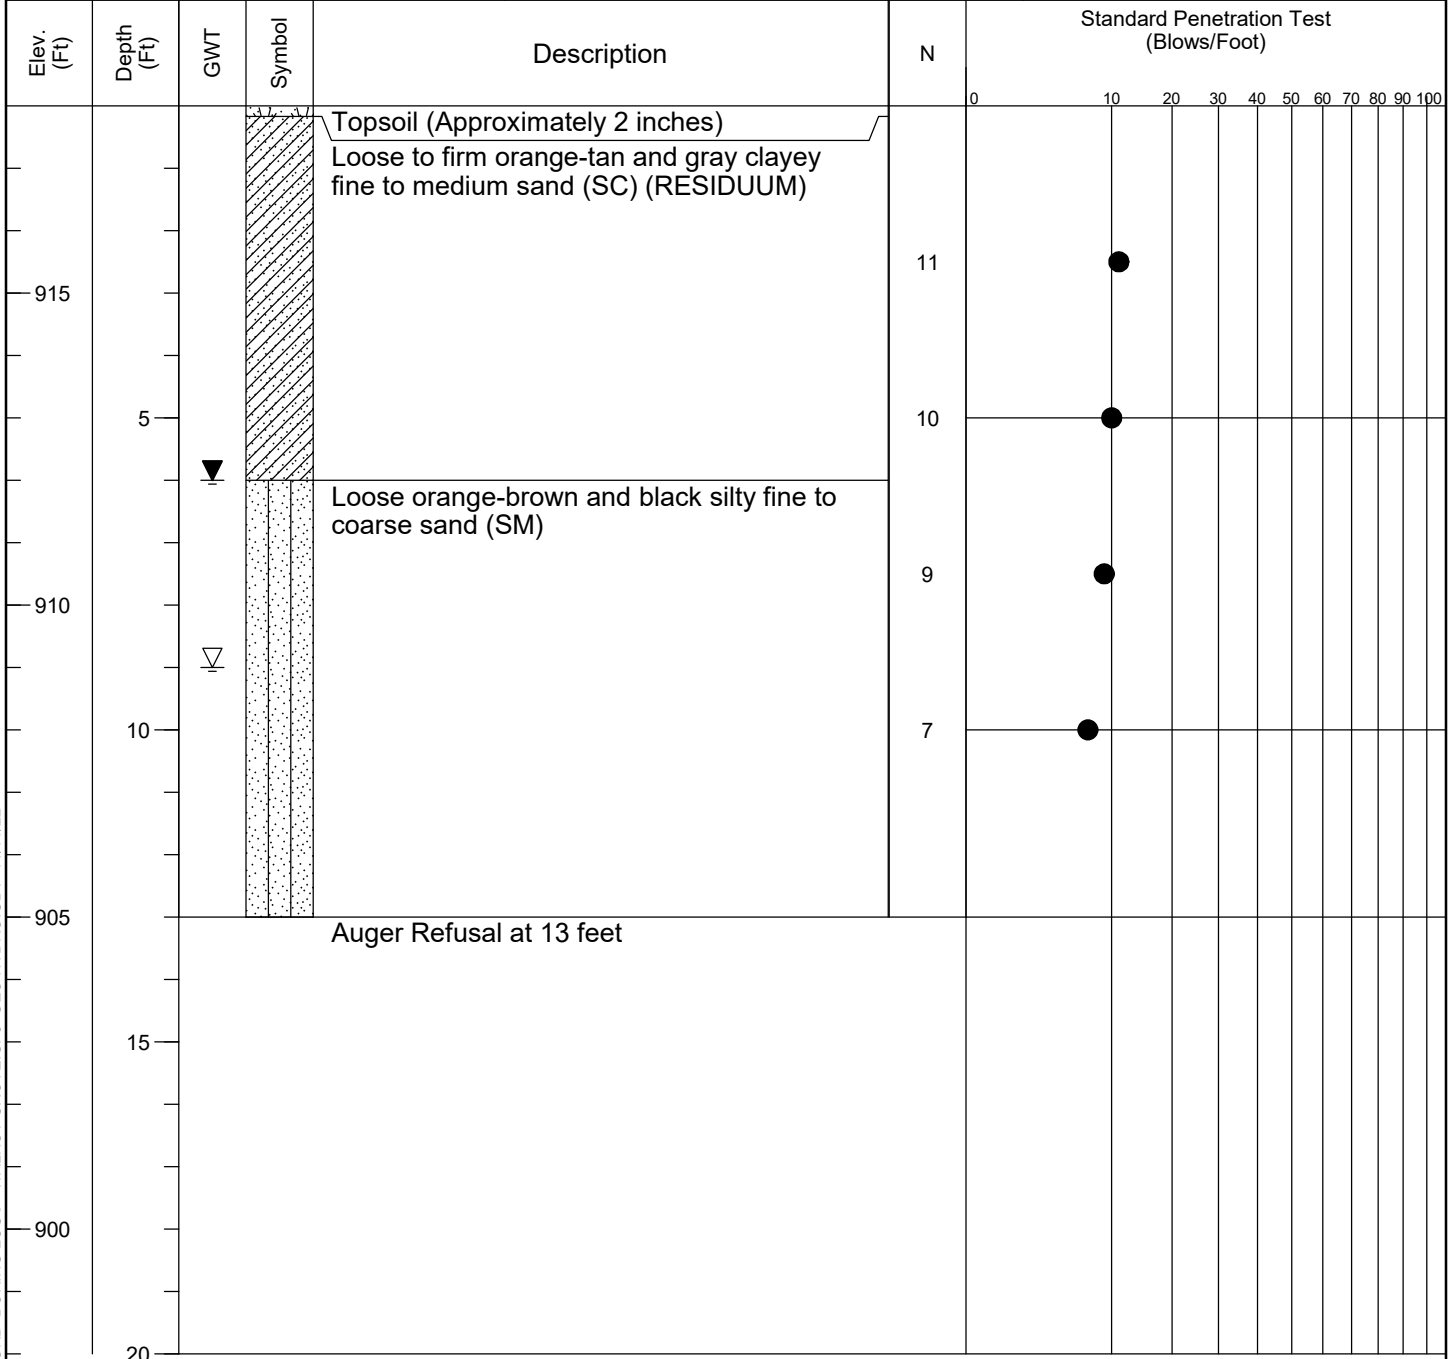 Elev.
(Ft)
Depth
(Ft)
GWT
Symbol
Description
N
Standard Penetration Test
(Blows/Foot)
0 10 20 30 40 50 60 70 80 90 100
Topsoil (Approximately 2 inches)
Loose to firm orange-tan and gray clayey
fine to medium sand (SC) (RESIDUUM)
11
915
5
10
Loose orange-brown and black silty fine to
coarse sand (SM)
9
910
10
7
905
Auger Refusal at 13 feet
15
900
20